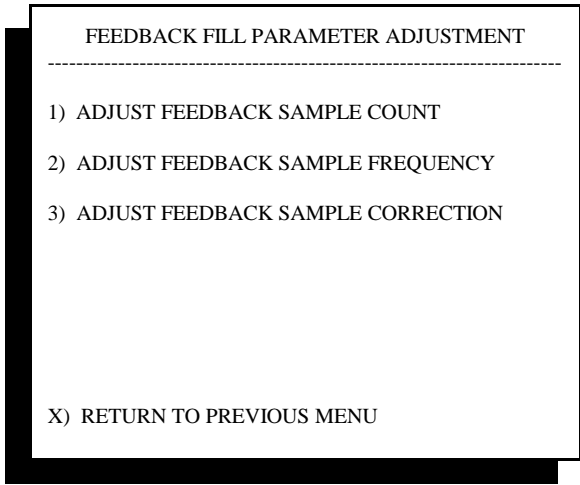 FEEDBACK FILL PARAMETER ADJUSTMENT
-------------------------------------------------------------------------
1) ADJUST FEEDBACK SAMPLE COUNT
2) ADJUST FEEDBACK SAMPLE FREQUENCY
3) ADJUST FEEDBACK SAMPLE CORRECTION
X) RETURN TO PREVIOUS MENU